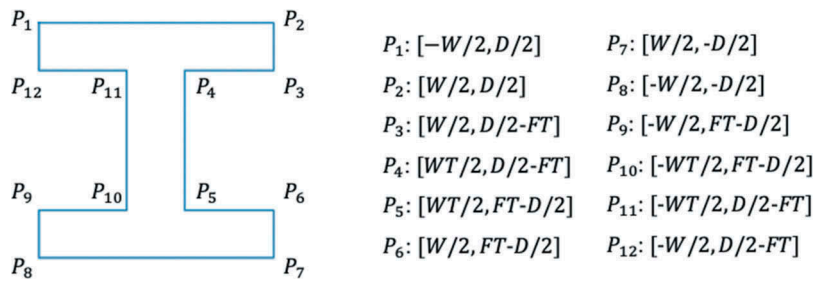 P₁ P₂
P₁₂ P₁₁ P₄ P₃
P₉ P₁₀ P₅ P₆
P₈ P₇
P₁: [−W/2, D/2]
P₂: [W/2, D/2]
P₃: [W/2, D/2-FT]
P₄: [WT/2, D/2-FT]
P₅: [WT/2, FT-D/2]
P₆: [W/2, FT-D/2]
P₇: [W/2, -D/2]
P₈: [-W/2, -D/2]
P₉: [-W/2, FT-D/2]
P₁₀: [-WT/2, FT-D/2]
P₁₁: [-WT/2, D/2-FT]
P₁₂: [-W/2, D/2-FT]